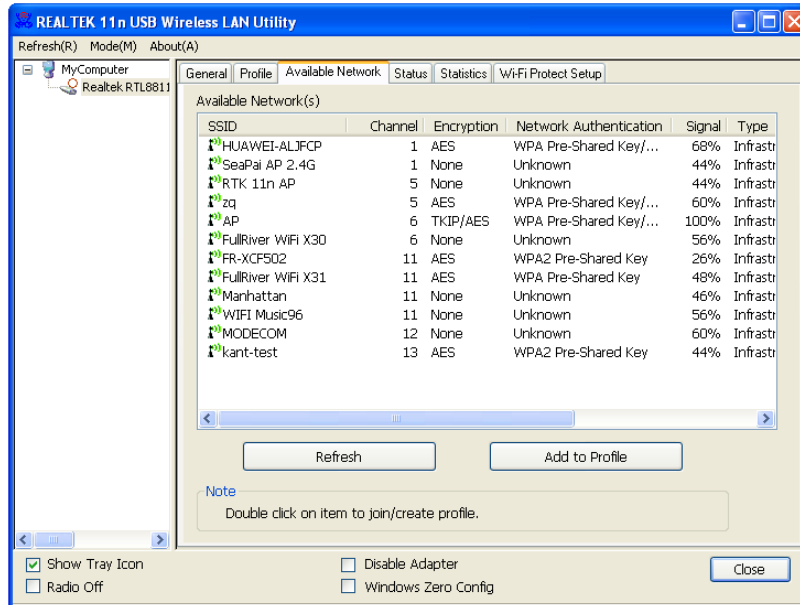 REALTEK 11n USB Wireless LAN Utility
Refresh(R) Mode(M) About(A)
MyComputer
Realtek RTL8811
General Profile Available Network Status Statistics Wi-Fi Protect Setup
Available Network(s)
SSID Channel Encryption Network Authentication Signal Type
HUAWEI-ALJFCP 1 AES WPA Pre-Shared Key/... 68% Infrastr
SeaPai AP 2.4G 1 None Unknown 44% Infrastr
RTK 11n AP 5 None Unknown 44% Infrastr
zq 5 AES WPA Pre-Shared Key/... 60% Infrastr
AP 6 TKIP/AES WPA Pre-Shared Key/... 100% Infrastr
FullRiver WiFi X30 6 None Unknown 56% Infrastr
FR-XCF502 11 AES WPA2 Pre-Shared Key 26% Infrastr
FullRiver WiFi X31 11 AES WPA Pre-Shared Key 48% Infrastr
Manhattan 11 None Unknown 46% Infrastr
WIFI Music96 11 None Unknown 56% Infrastr
MODECOM 12 None Unknown 60% Infrastr
kant-test 13 AES WPA2 Pre-Shared Key 44% Infrastr
Refresh Add to Profile
Note
Double click on item to join/create profile.
Show Tray Icon Disable Adapter
Radio Off Windows Zero Config
Close